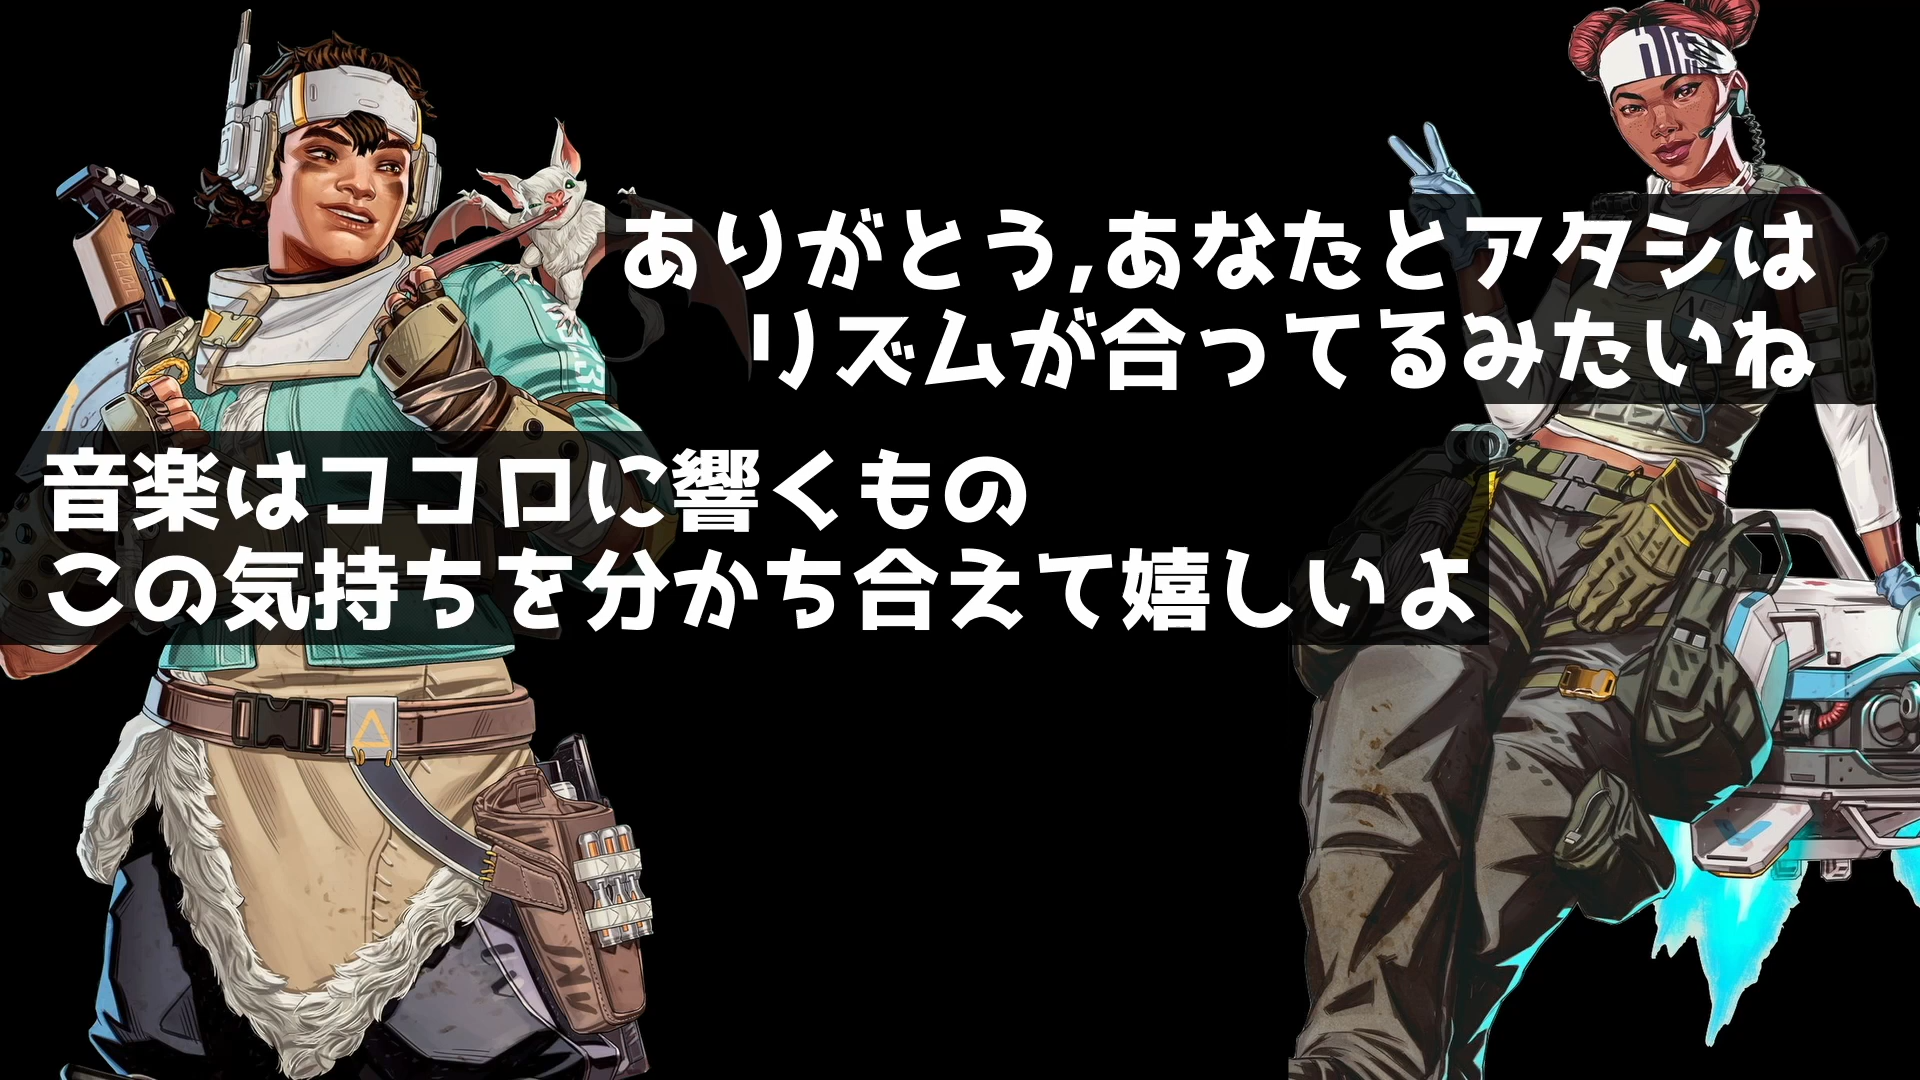 ありがとう,あなたとアタシは
リズムが合ってるみたいね
音楽はココロに響くもの
この気持ちを分かち合えて嬉しいよ